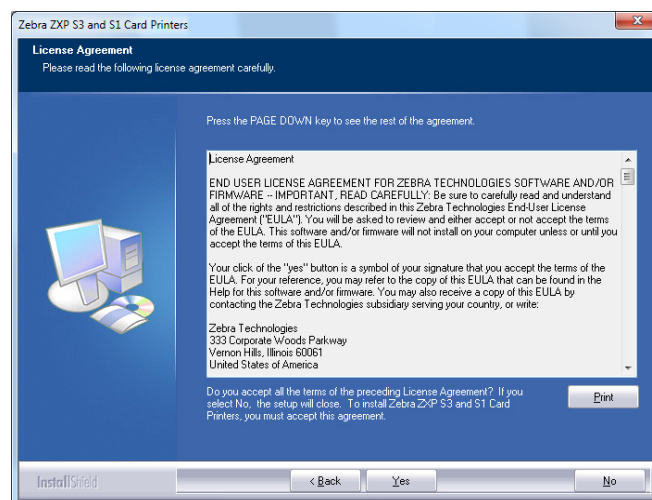 Zebra ZXP S3 and S1 Card Printers
License Agreement
Please read the following license agreement carefully.
Press the PAGE DOWN key to see the rest of the agreement.
License Agreement
END USER LICENSE AGREEMENT FOR ZEBRA TECHNOLOGIES SOFTWARE AND/OR
FIRMWARE -- IMPORTANT, READ CAREFULLY: Be sure to carefully read and understand
all of the rights and restrictions described in this Zebra Technologies End-User License
Agreement ("EULA"). You will be asked to review and either accept or not accept the terms
of the EULA. This software and/or firmware will not install on your computer unless or until you
accept the terms of this EULA.
Your click of the "yes" button is a symbol of your signature that you accept the terms of the
EULA. For your reference, you may refer to the copy of this EULA that can be found in the
Help for this software and/or firmware. You may also receive a copy of this EULA by
contacting the Zebra Technologies subsidiary serving your country, or write:
Zebra Technologies
333 Corporate Woods Parkway
Vernon Hills, Illinois 60061
United States of America
Do you accept all the terms of the preceding License Agreement? If you
select No, the setup will close. To install Zebra ZXP S3 and S1 Card
Printers, you must accept this agreement.
Print
InstallShield
< Back
Yes
No